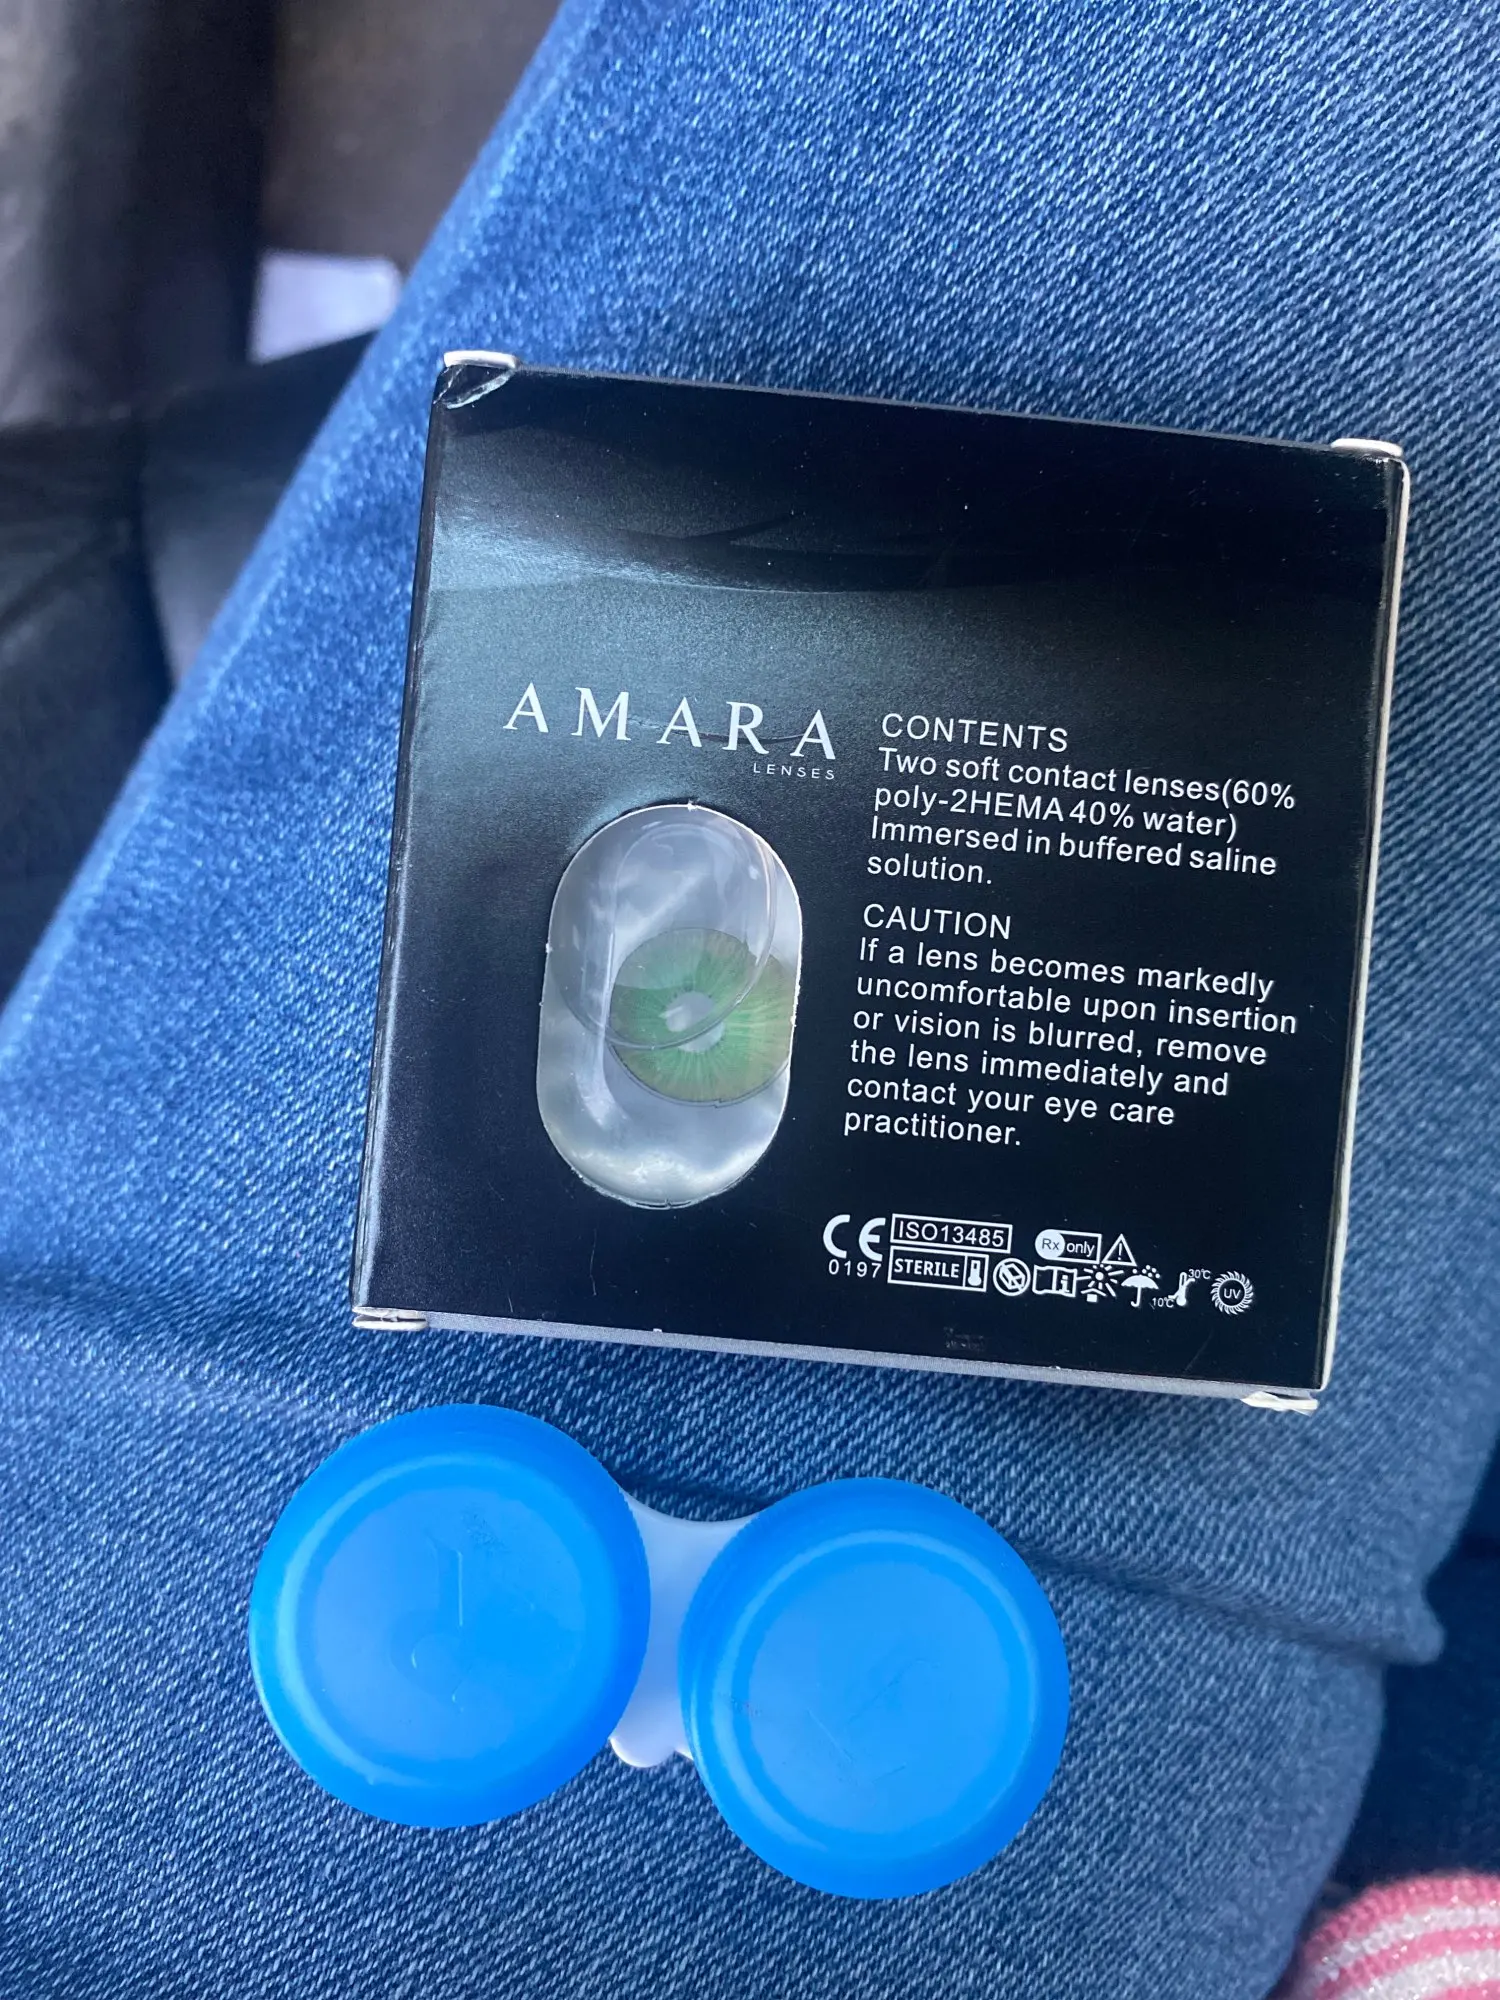 AMARA
LENSES
CONTENTS
Two soft contact lenses(60%
poly-2HEMA 40% water)
Immersed in buffered saline
solution.
CAUTION
If a lens becomes markedly
uncomfortable upon insertion
or vision is blurred, remove
the lens immediately and
contact your eye care
practitioner.
CE ISO13485 Rx only
0197 STERILE 10°C 30°C UV